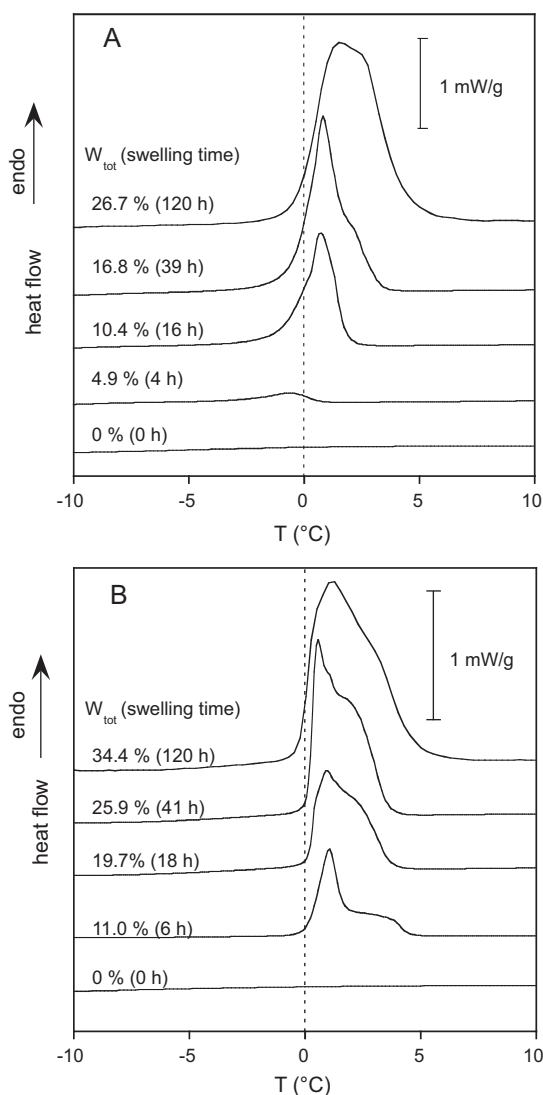 A
1 mW/g
W_tot (swelling time)
26.7 % (120 h)
16.8 % (39 h)
10.4 % (16 h)
4.9 % (4 h)
0 % (0 h)
heat flow endo
-10 -5 0 5 10
T (°C)
B
1 mW/g
W_tot (swelling time)
34.4 % (120 h)
25.9 % (41 h)
19.7% (18 h)
11.0 % (6 h)
0 % (0 h)
heat flow endo
-10 -5 0 5 10
T (°C)